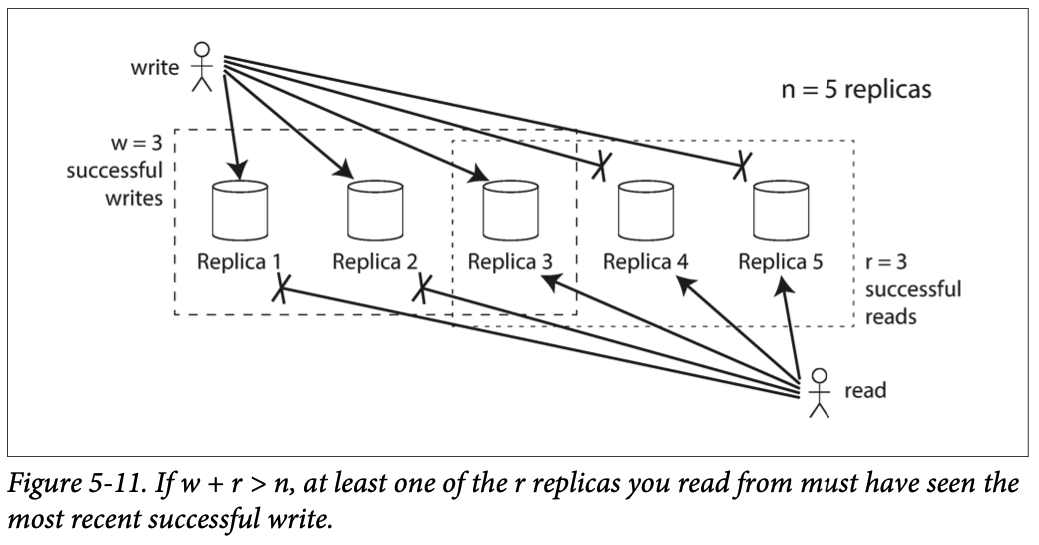 write
n = 5 replicas
w = 3
successful
writes
Replica 1
Replica 2
Replica 3
Replica 4
Replica 5
r = 3
successful
reads
read
Figure 5-11. If w + r > n, at least one of the r replicas you read from must have seen the
most recent successful write.